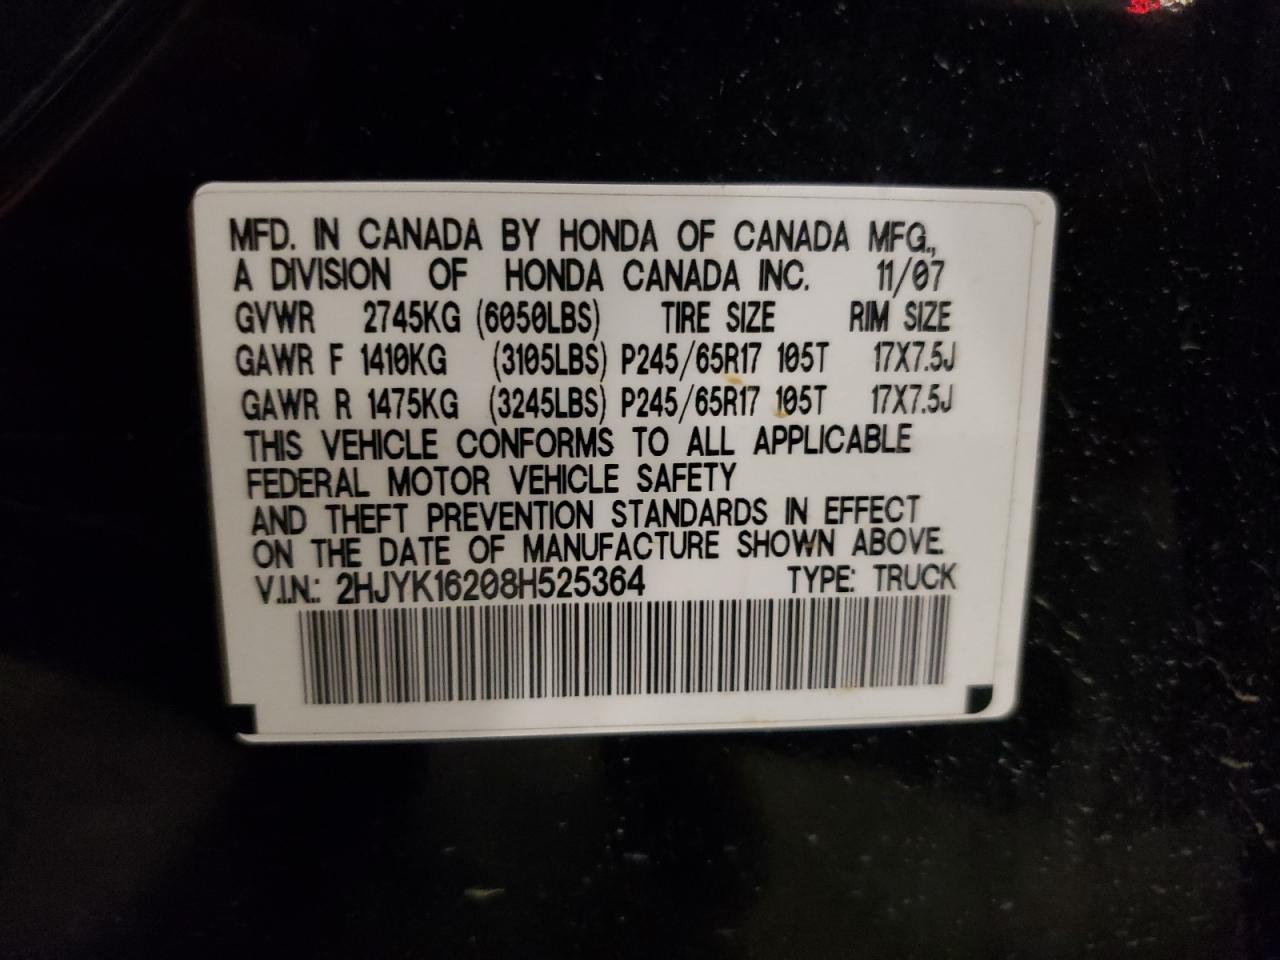 MFD. IN CANADA BY HONDA OF CANADA MFG.,
A DIVISION OF HONDA CANADA INC. 11/07
GVWR 2745KG (6050LBS) TIRE SIZE RIM SIZE
GAWR F 1410KG (3105LBS) P245/65R17 105T 17X7.5J
GAWR R 1475KG (3245LBS) P245/65R17 105T 17X7.5J
THIS VEHICLE CONFORMS TO ALL APPLICABLE
FEDERAL MOTOR VEHICLE SAFETY
AND THEFT PREVENTION STANDARDS IN EFFECT
ON THE DATE OF MANUFACTURE SHOWN ABOVE.
V.I.N.: 2HJYK16208H525364 TYPE: TRUCK